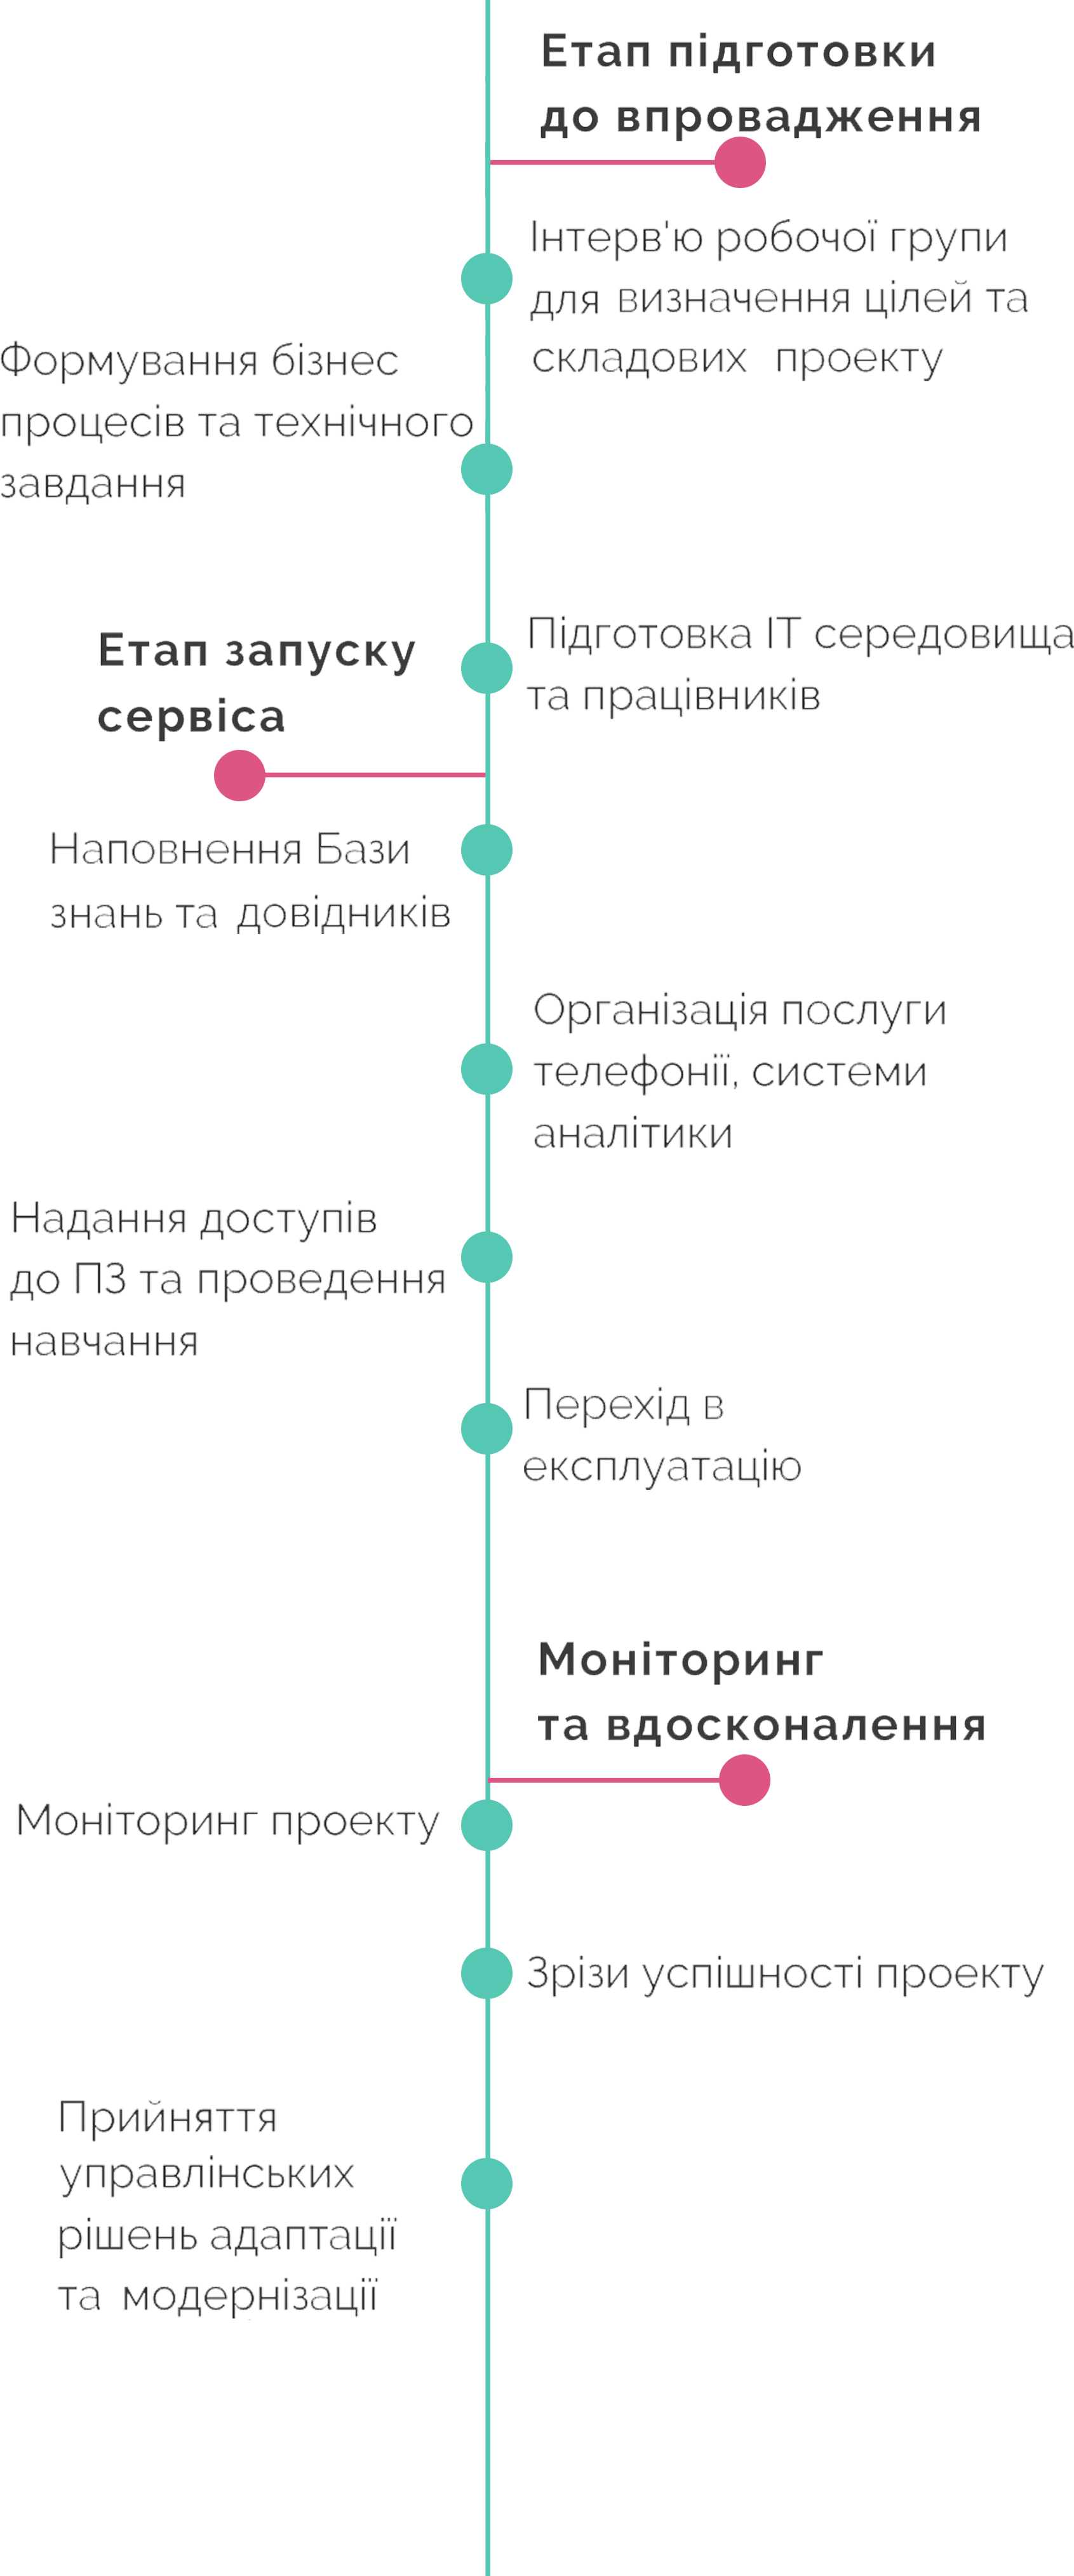 Етап підготовки
до впровадження
Інтерв'ю робочої групи
для визначення цілей та
складових проекту
Формування бізнес
процесів та технічного
завдання
Підготовка ІТ середовища
та працівників
Етап запуску
сервіса
Наповнення Бази
знань та довідників
Організація послуги
телефонії, системи
аналітики
Надання доступів
до ПЗ та проведення
навчання
Перехід в
експлуатацію
Моніторинг
та вдосконалення
Моніторинг проекту
Зрізи успішності проекту
Прийняття
управлінських
рішень адаптації
та модернізації